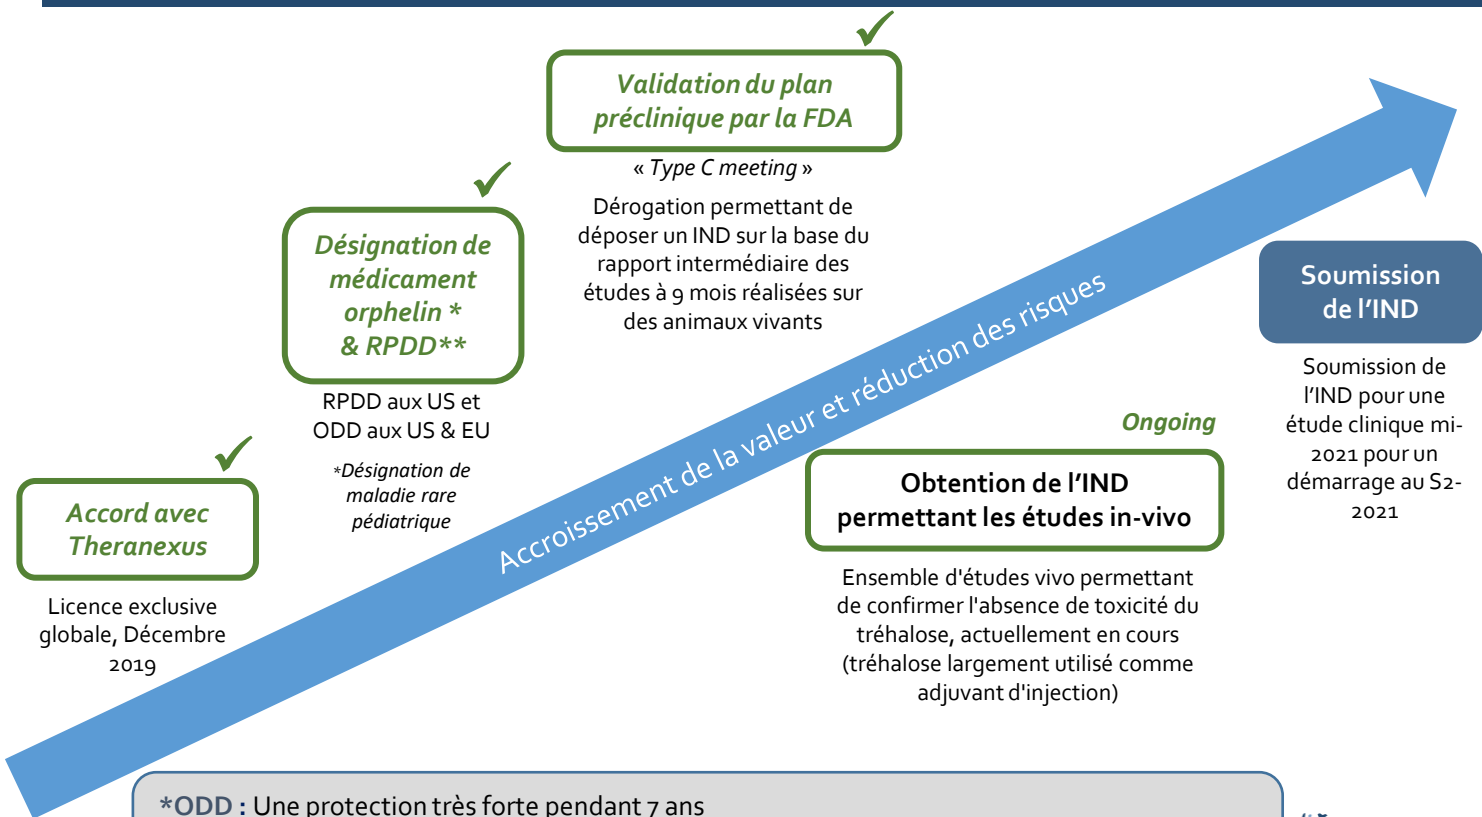 Validation du plan
préclinique par la FDA
« Type C meeting »
Dérogation permettant de
déposer un IND sur la base du
rapport intermédiaire des
études à 9 mois réalisées sur
des animaux vivants
Désignation de
médicament
orphelin *
& RPDD**
RPDD aux US et
ODD aux US & EU
*Désignation de
maladie rare
pédiatrique
Accord avec
Theranexus
Licence exclusive
globale, Décembre
2019
Accroissement de la valeur et réduction des risques
Ongoing
Obtention de l'IND
permettant les études in-vivo
Ensemble d'études vivo permettant
de confirmer l'absence de toxicité du
tréhalose, actuellement en cours
(tréhalose largement utilisé comme
adjuvant d'injection)
Soumission
de l'IND
Soumission de
l'IND pour une
étude clinique mi-
2021 pour un
démarrage au S2-
2021
*ODD : Une protection très forte pendant 7 ans